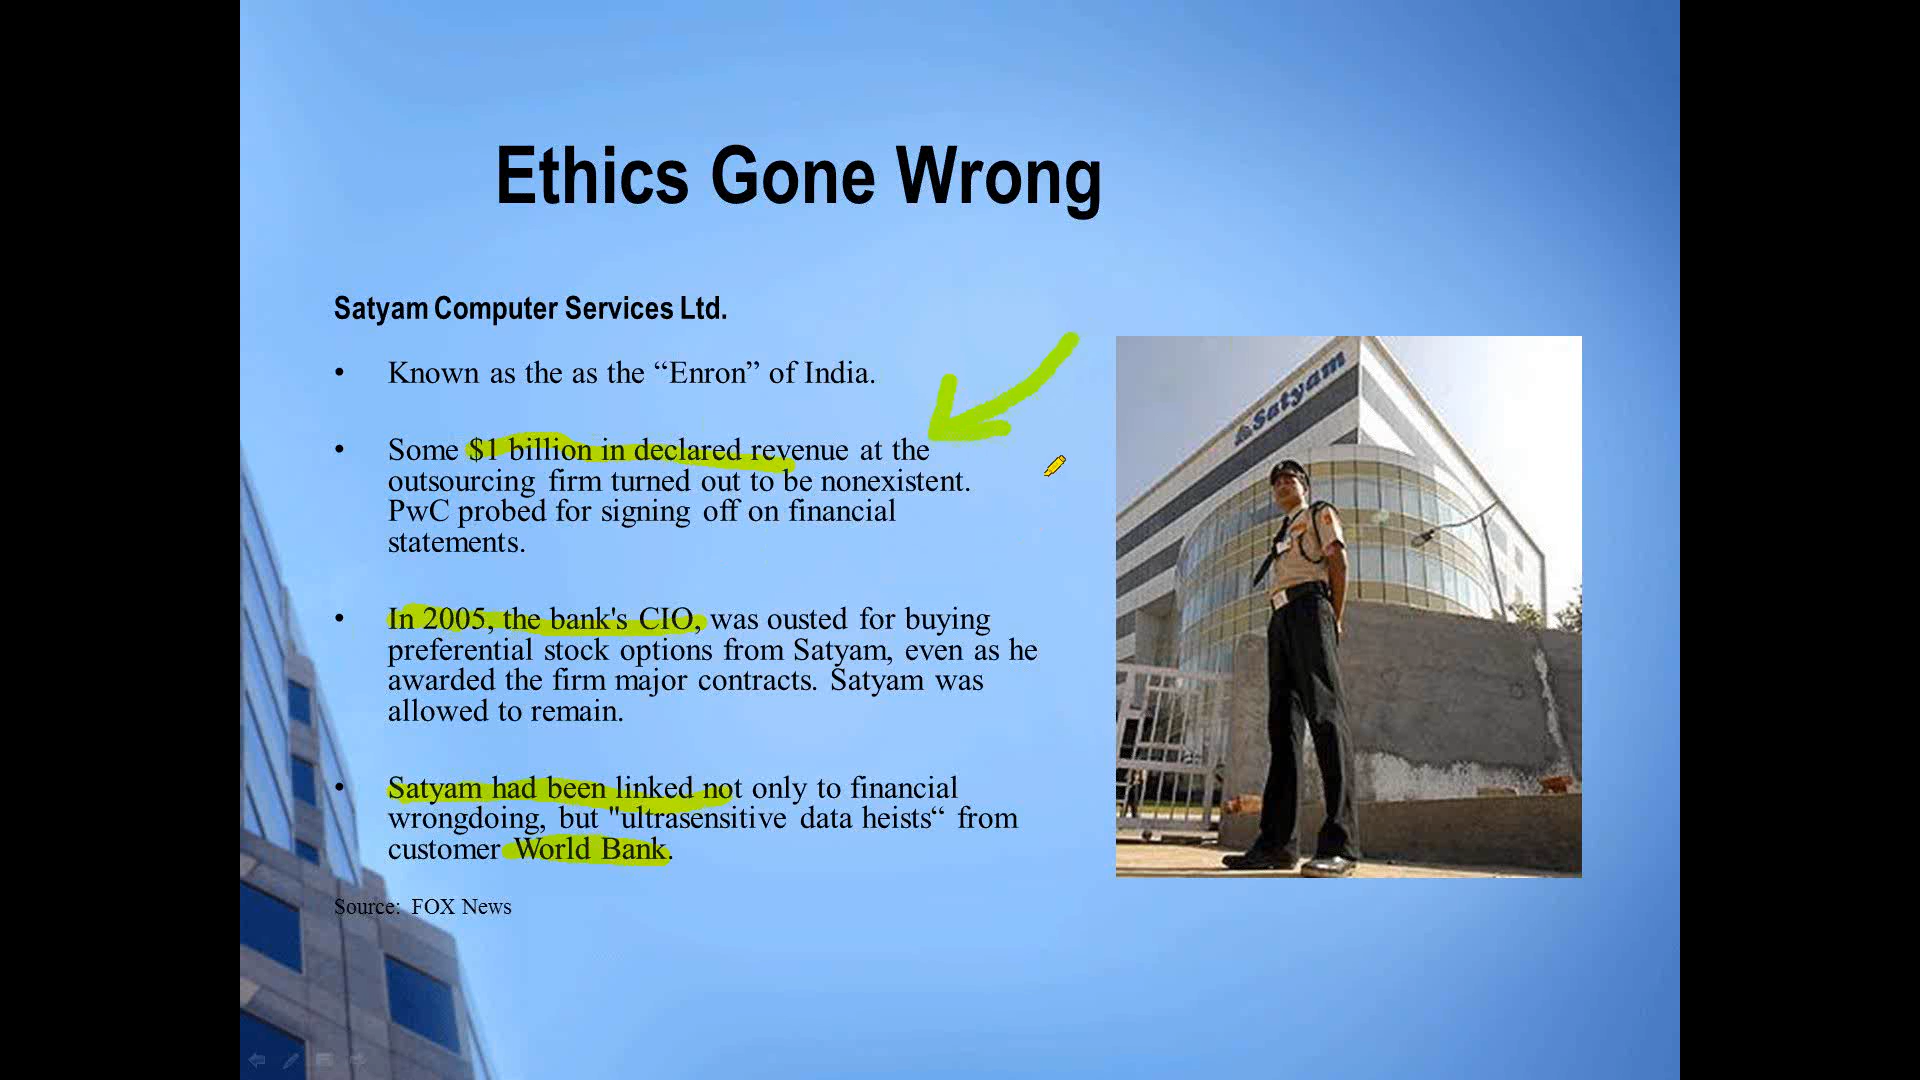 Ethics Gone Wrong
Satyam Computer Services Ltd.
• Known as the as the “Enron” of India.
• Some $1 billion in declared revenue at the
outsourcing firm turned out to be nonexistent.
PwC probed for signing off on financial
statements.
• In 2005, the bank's CIO, was ousted for buying
preferential stock options from Satyam, even as he
awarded the firm major contracts. Satyam was
allowed to remain.
• Satyam had been linked not only to financial
wrongdoing, but "ultrasensitive data heists“ from
customer World Bank.
Source: FOX News
Satyam